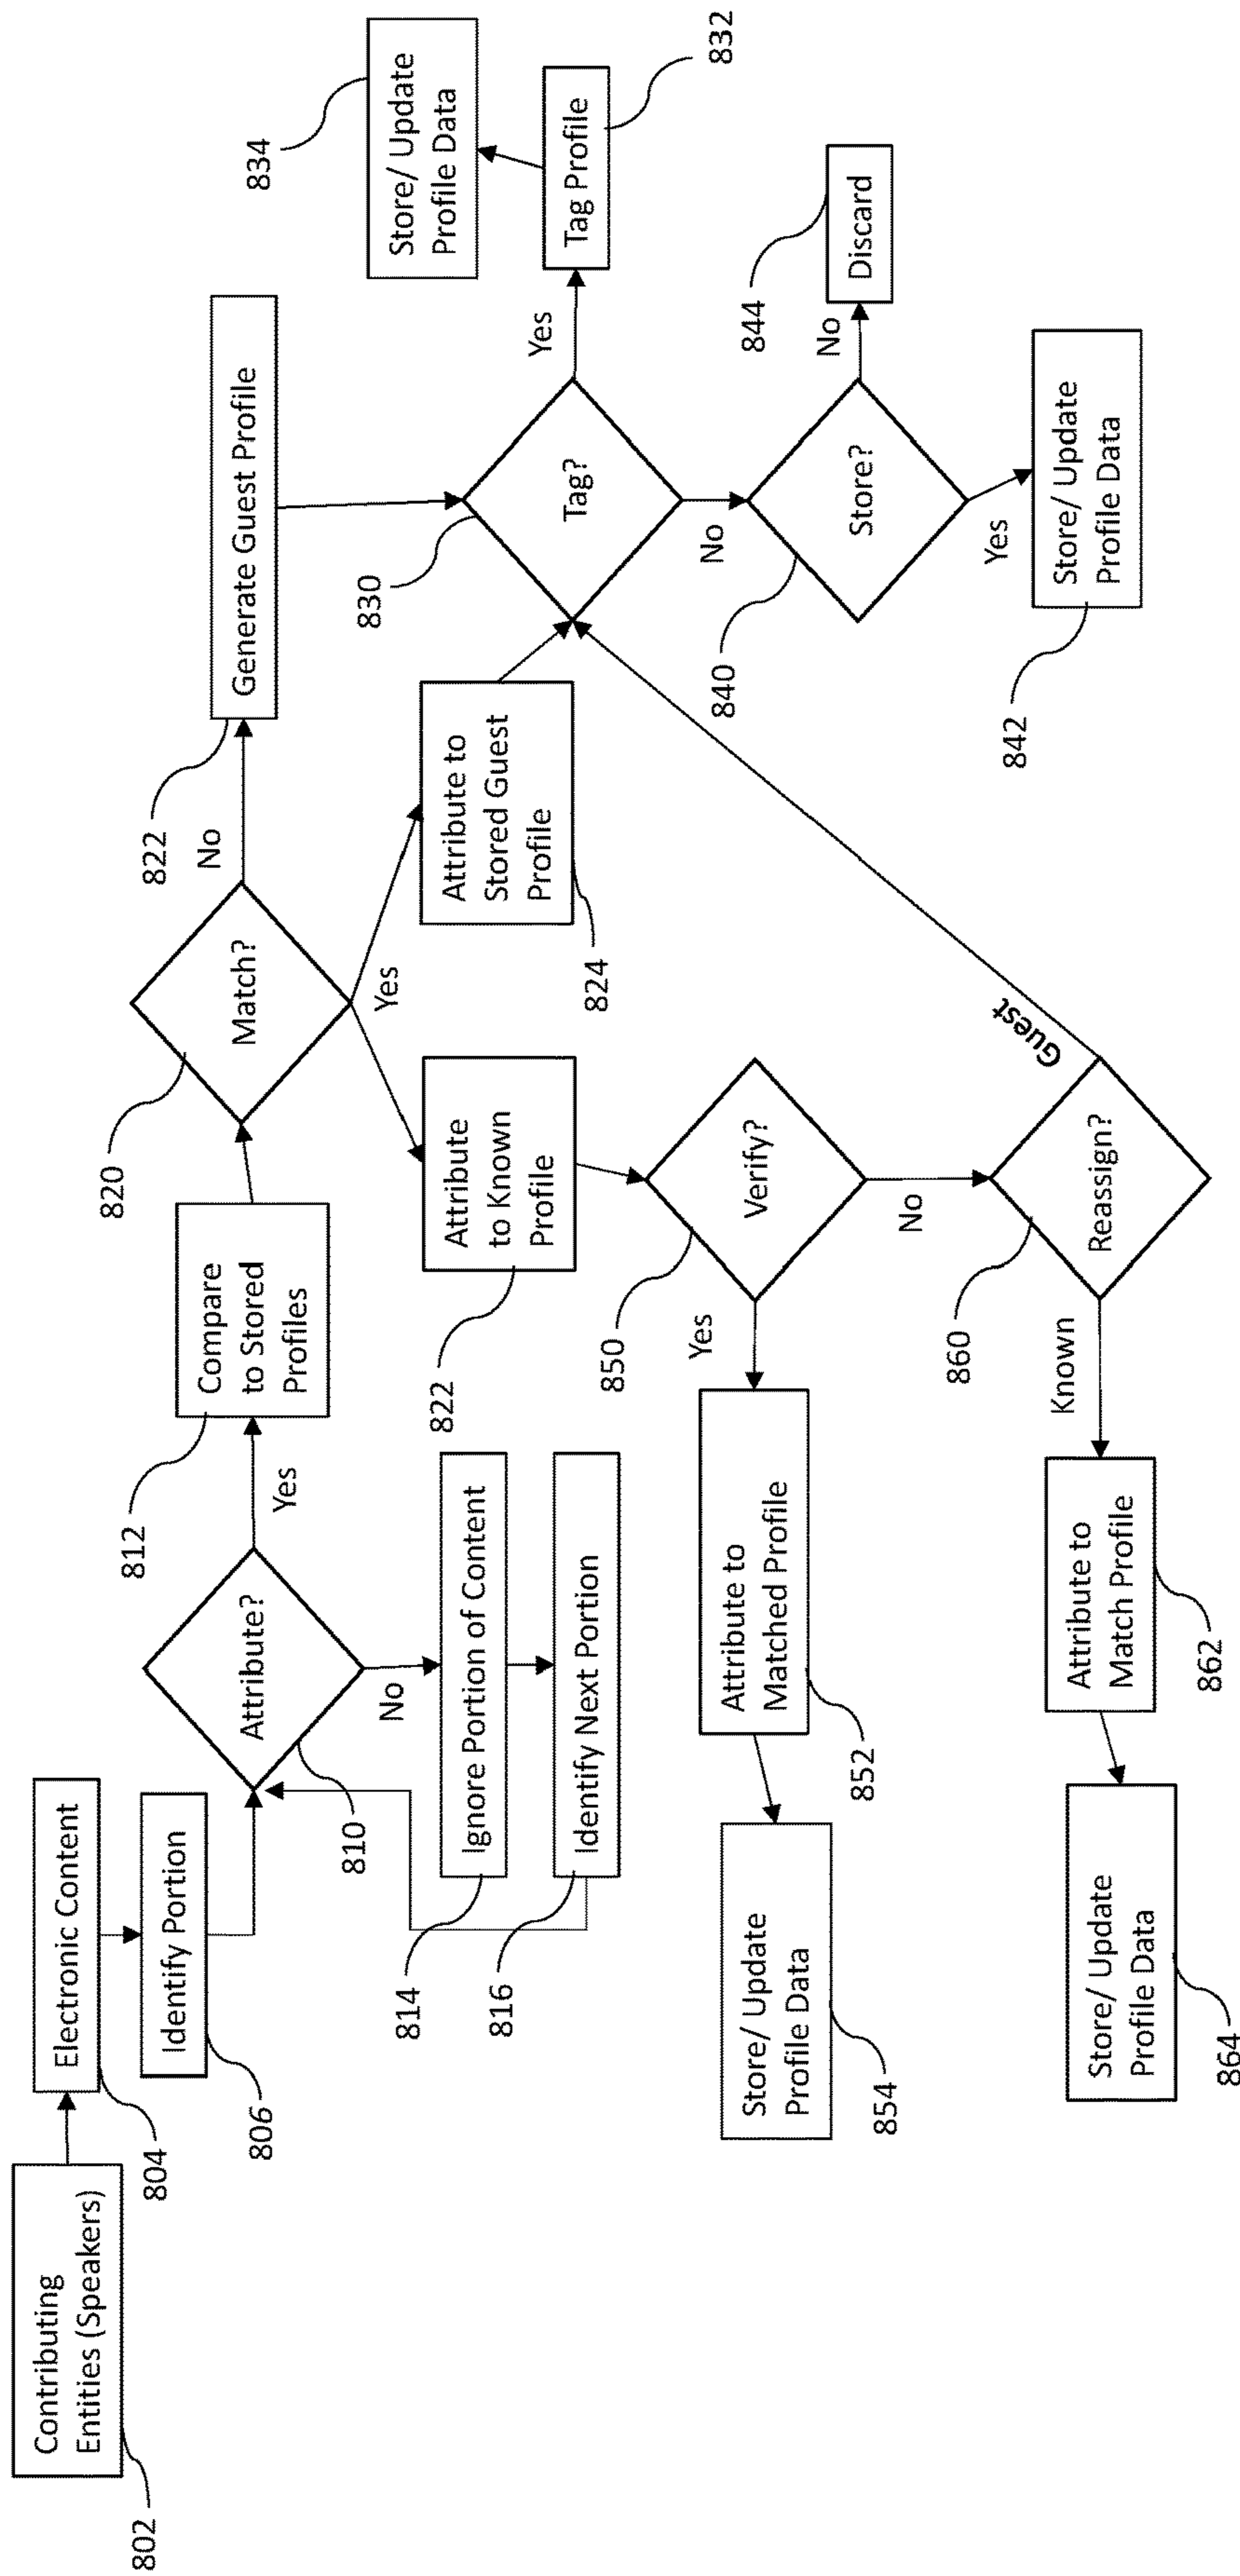 Contributing
Entities (Speakers)
802
Electronic Content
804
Identify Portion
806
Attribute?
810
Yes
No
Compare
to Stored
Profiles
812
Ignore Portion of Content
814
Identify Next Portion
816
Match?
820
No
Yes
Generate Guest Profile
822
Attribute
to Known
Profile
822
Attribute to
Stored Guest
Profile
824
Tag?
830
Yes
No
Tag Profile
832
Store/ Update
Profile Data
834
Store?
840
No
Yes
Discard
844
Store/ Update
Profile Data
842
Verify?
850
Yes
No
Attribute to
Matched Profile
852
Store/ Update
Profile Data
854
Reassign?
860
Guest
Known
Attribute to
Match Profile
862
Store/ Update
Profile Data
864